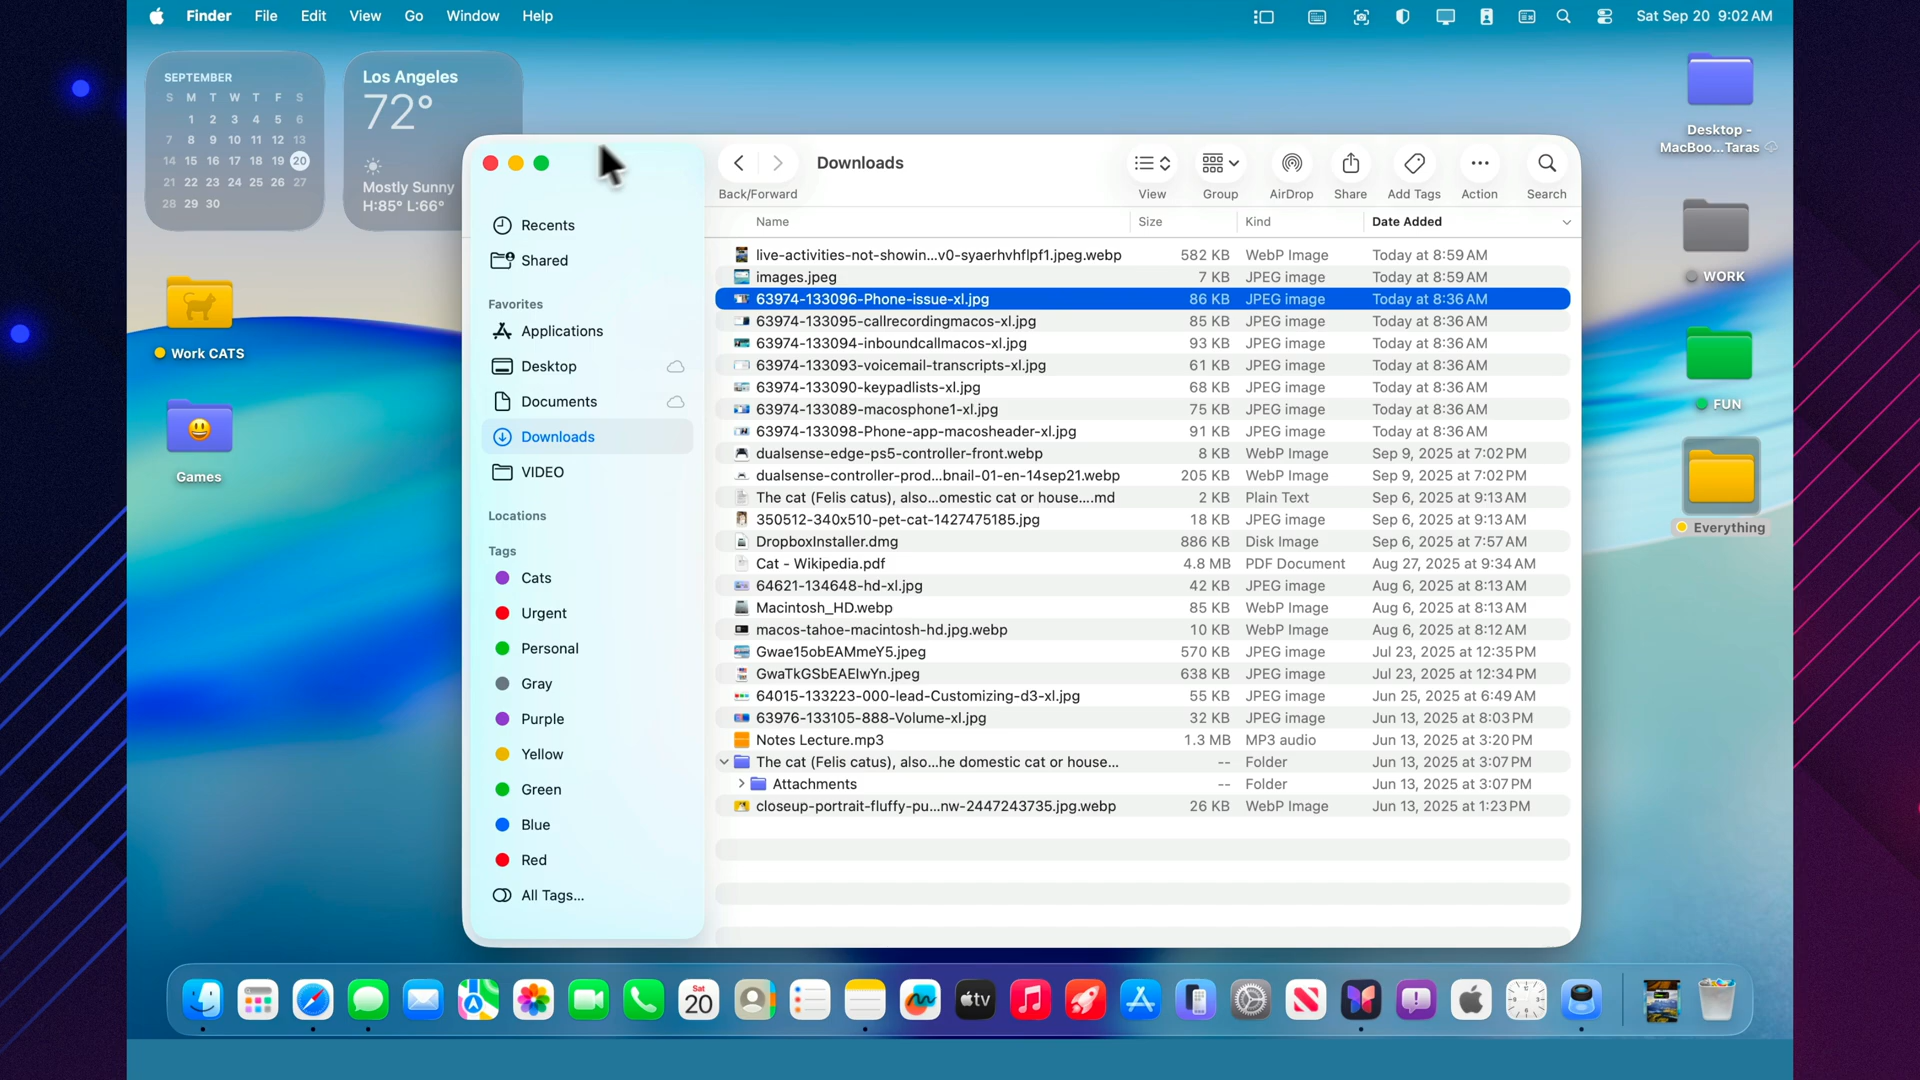 Finder File Edit View Go Window Help Sat Sep 20 9:02 AM
SEPTEMBER
S M T W T F S
1 2 3 4 5 6
7 8 9 10 11 12 13
14 15 16 17 18 19 20
21 22 23 24 25 26 27
28 29 30
Los Angeles
72°
Mostly Sunny
H:85° L:66°
Work CATS
Games
Desktop -
MacBoo...Taras
WORK
FUN
Everything
Recents
Shared
Favorites
Applications
Desktop
Documents
Downloads
VIDEO
Locations
Tags
Cats
Urgent
Personal
Gray
Purple
Yellow
Green
Blue
Red
All Tags...
Downloads
Back/Forward View Group AirDrop Share Add Tags Action Search
Name Size Kind Date Added
live-activities-not-showin...v0-syaerhvhflpf1.jpeg.webp 582 KB WebP Image Today at 8:59 AM
images.jpeg 7 KB JPEG image Today at 8:59 AM
63974-133096-Phone-issue-xl.jpg 86 KB JPEG image Today at 8:36 AM
63974-133095-callrecordingmacos-xl.jpg 85 KB JPEG image Today at 8:36 AM
63974-133094-inboundcallmacos-xl.jpg 93 KB JPEG image Today at 8:36 AM
63974-133093-voicemail-transcripts-xl.jpg 61 KB JPEG image Today at 8:36 AM
63974-133090-keypadlists-xl.jpg 68 KB JPEG image Today at 8:36 AM
63974-133089-macosphone1-xl.jpg 75 KB JPEG image Today at 8:36 AM
63974-133098-Phone-app-macosheader-xl.jpg 91 KB JPEG image Today at 8:36 AM
dualsense-edge-ps5-controller-front.webp 8 KB WebP Image Sep 9, 2025 at 7:02 PM
dualsense-controller-prod...bnail-01-en-14sep21.webp 205 KB WebP Image Sep 9, 2025 at 7:02 PM
The cat (Felis catus), also...omestic cat or house....md 2 KB Plain Text Sep 6, 2025 at 9:13 AM
350512-340x510-pet-cat-1427475185.jpg 18 KB JPEG image Sep 6, 2025 at 9:13 AM
DropboxInstaller.dmg 886 KB Disk Image Sep 6, 2025 at 7:57 AM
Cat - Wikipedia.pdf 4.8 MB PDF Document Aug 27, 2025 at 9:34 AM
64621-134648-hd-xl.jpg 42 KB JPEG image Aug 6, 2025 at 8:13 AM
Macintosh_HD.webp 85 KB WebP Image Aug 6, 2025 at 8:13 AM
macos-tahoe-macintosh-hd.jpg.webp 10 KB WebP Image Aug 6, 2025 at 8:12 AM
Gwae15obEAMmeY5.jpeg 570 KB JPEG image Jul 23, 2025 at 12:35 PM
GwaTkGSbEAEIwYn.jpeg 638 KB JPEG image Jul 23, 2025 at 12:34 PM
64015-133223-000-lead-Customizing-d3-xl.jpg 55 KB JPEG image Jun 25, 2025 at 6:49 AM
63976-133105-888-Volume-xl.jpg 32 KB JPEG image Jun 13, 2025 at 8:03 PM
Notes Lecture.mp3 1.3 MB MP3 audio Jun 13, 2025 at 3:20 PM
The cat (Felis catus), also...he domestic cat or house... -- Folder Jun 13, 2025 at 3:07 PM
Attachments -- Folder Jun 13, 2025 at 3:07 PM
closeup-portrait-fluffy-pu...nw-2447243735.jpg.webp 26 KB WebP Image Jun 13, 2025 at 1:23 PM
Sat
20
tv